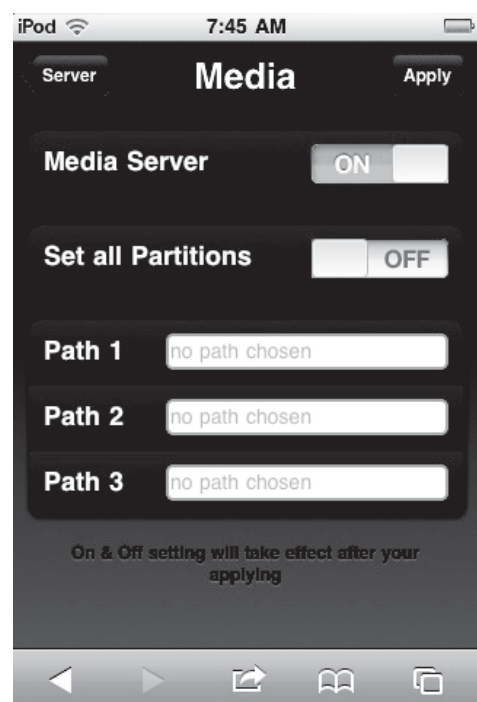 iPod 7:45 AM
Server Media Apply
Media Server ON
Set all Partitions OFF
Path 1 no path chosen
Path 2 no path chosen
Path 3 no path chosen
On & Off setting will take effect after your
applying